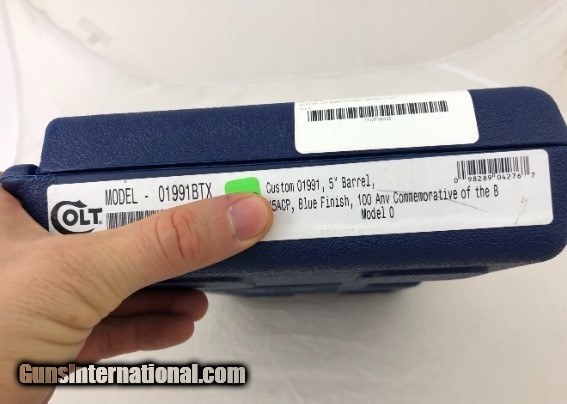 COLT
MODEL - 01991BTX
Custom 01991, 5" Barrel,
45ACP, Blue Finish, 100 Anv Commemorative of the B
Model O
0 98289 04276 7
GunsInternational.com